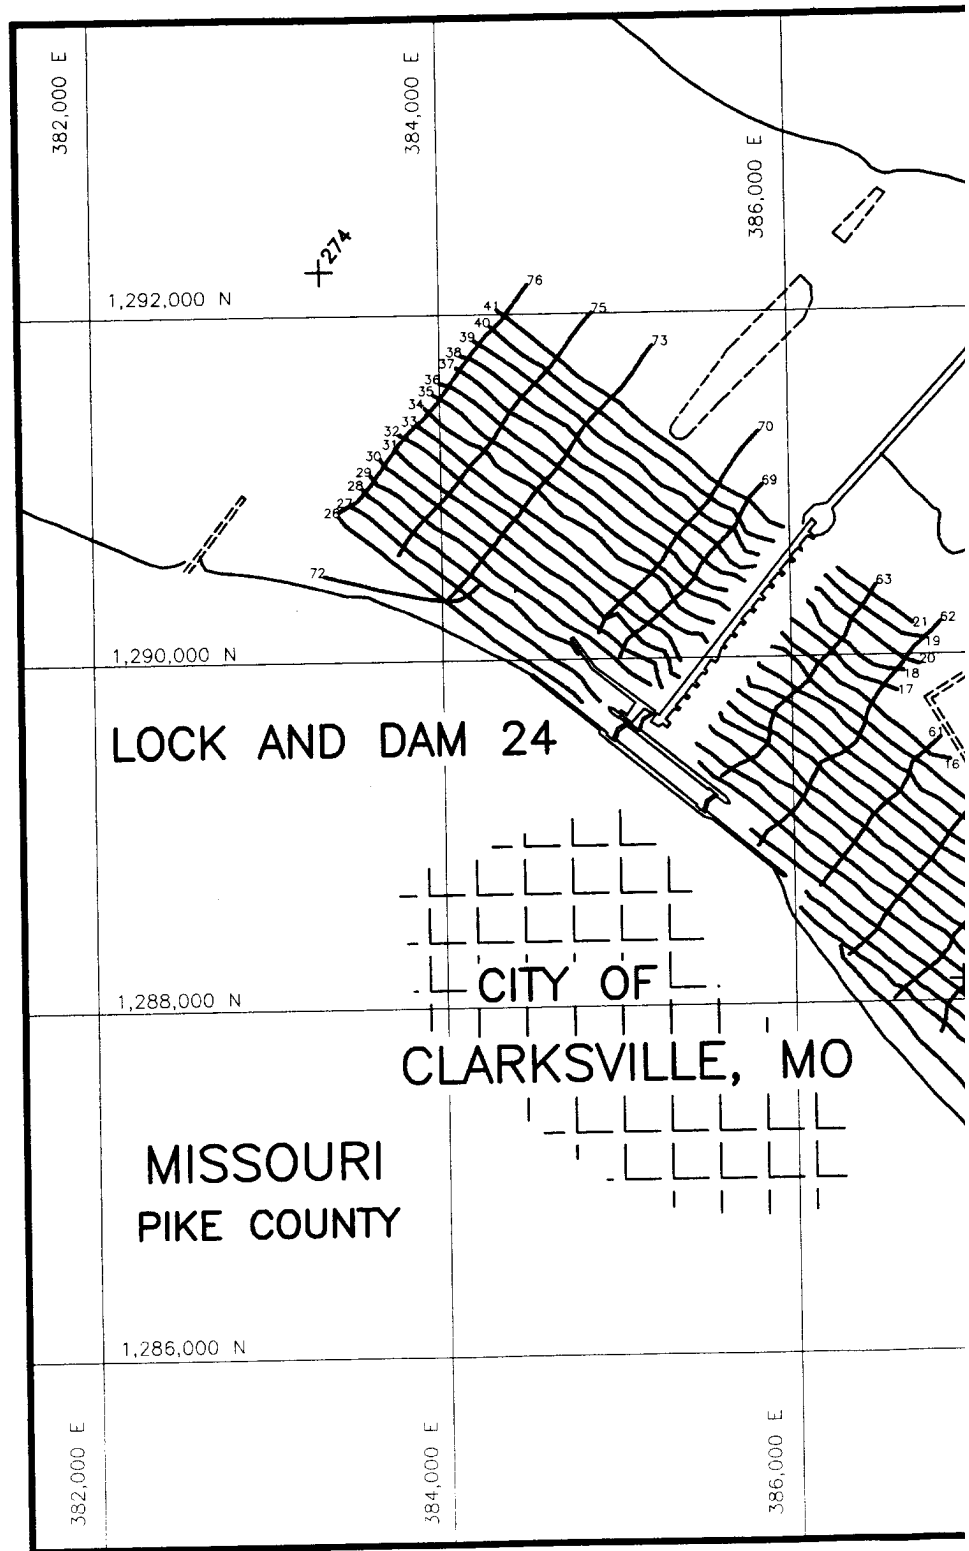 382,000 E
384,000 E
386,000 E
274
1,292,000 N
76
41
75
40
39
73
38
37
36
35
34
33
32
31
30
29
28
27
26
70
69
72
63
62
21
19
20
18
17
61
16
1,290,000 N
LOCK AND DAM 24
CITY OF
1,288,000 N
CLARKSVILLE, MO
MISSOURI
PIKE COUNTY
1,286,000 N
382,000 E
384,000 E
386,000 E